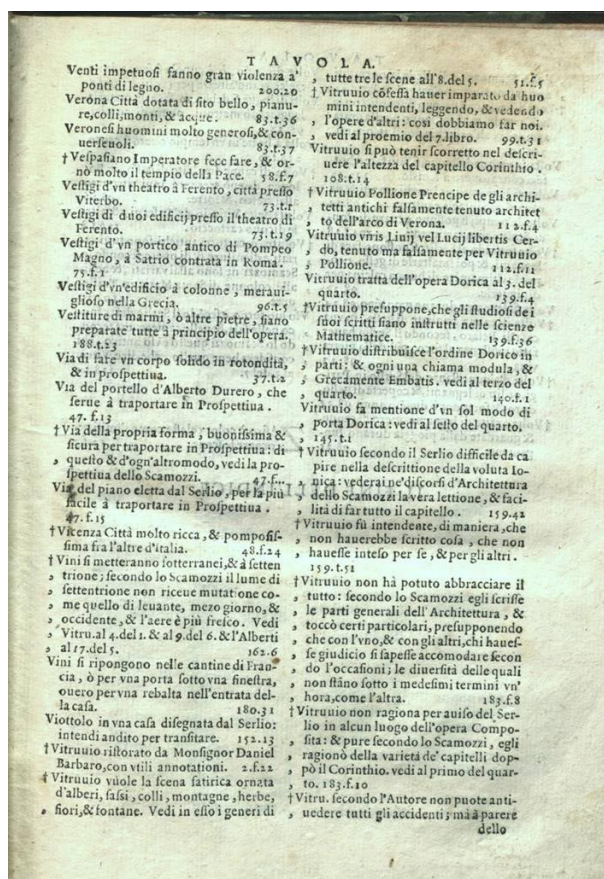 TAVOLA.
Venti impetuosi fanno gran violenza a'
ponti di legno. 200.20
Verona Città dotata di sito bello, pianu-
re,colli,monti, & acque. 83.t.36
Veronesi huomini molto generosi,& con-
uerseuoli. 83.t.37
† Vespasiano Imperatore fece fare, & or-
nò molto il tempio della Pace. 58.f.7
Vestigi d'vn theatro à Ferento, città presso
Viterbo. 73.t.1
Vestigi di duoi edificij presso il theatro di
Ferento. 73.t.19
Vestigi d'vn portico antico di Pompeo
Magno, à Satrio contrata in Roma.
75.f.1
Vestigi d'vn'edificio à colonne, meraui-
glioso nella Grecia. 96.t.5
Vestiture di marmi, ò altre pietre, siano
preparate tutte à principio dell'opera.
188.t.23
Via di fare vn corpo solido in rotondità,
& in prospettiua. 37.t.2
Via del portello d'Alberto Durero, che
serue à traportare in Prospettiua.
47. f.13
† Via della propria forma, buonissima &
, sicura per traportare in Prospettiua: di
, questo & d'ogn'altro modo, vedi la pro-
, spettiua dello Scamozzi. 47.f.
Via del piano eletta dal Serlio, per la più
facile à traportare in Prospettiua.
47.f.15
† Vicenza Città molto ricca, & pomposis-
, sima fra l'altre d'italia. 48.f.24
† Vini si metteranno sotterranei,& à setten
, trione; secondo lo Scamozzi il lume di
, settentrione non riceue mutatione co-
, me quello di leuante, mezo giorno, &
, occidente, & l'aere è più fresco. Vedi
, Vitru.al 4.del 1.& al 9.del 6.& l'Alberti
, al 17.del 5. 162.6
Vini si ripongono nelle cantine di Fran-
cia, ò per vna porta sotto vna finestra,
ouero per vna rebalta nell'entrata del-
la casa. 180.31
Viottolo in vna casa disegnata dal Serlio:
intendi andito per transitare. 152.13
† Vitruuio ristorato da Monsignor Daniel
, Barbaro,con vtili annotationi. 2.f.22
† Vitruuio vuole la scena satirica ornata
, d'alberi, sassi, colli, montagne, herbe,
, fiori,& fontane. Vedi in esso i generi di
, tutte tre le scene all'8.del 5. 51.f.5
† Vitruuio cõfessa hauer imparato da huo
, mini intendenti, leggendo, & vedendo
, l'opere d'altri: così dobbiamo far noi.
, vedi al proemio del 7.libro. 99.t.31
Vitruuio si può tenir scorretto nel descri-
uere l'altezza del capitello Corinthio.
108.t.14
† Vitruuio Pollione Prencipe de gli archi-
, tetti antichi falsamente tenuto architet
, to dell'arco di Verona. 112.f.4
Vitruuio vivis Linij vel Lucij libertis Cer-
do, tenuto ma falsamente per Vitruuio
Pollione. 112.f.11
Vitruuio tratta dell'opera Dorica al 3. del
quarto. 139.f.4
†Vitruuio presuppone,che gli studiosi de i
, suoi scritti siano instrutti nelle scienze
, Mathematice. 139.f.36
†Vitruuio distribuisce l'ordine Dorico in
, parti: & ogni una chiama modula, &
, Grecamente Embatis. vedi al terzo del
, quarto. 140.f.1
Vitruuio fa mentione d'vn sol modo di
, porta Dorica: vedi al sesto del quarto.
, 145.t.1
†Vitruuio secondo il Serlio difficile da ca
, pire nella descrittione della voluta Io-
, nica: vederai ne'discorsi d'Architettura
, dello Scamozzi la vera lettione, & faci-
, lità di far tutto il capitello. 159.42
†Vitruuio fù intendente, di maniera,che
, non hauerebbe scritto cosa, che non
, hauesse inteso per se, & per gli altri.
159.t.51
†Vitruuio non hà potuto abbracciare il
, tutto: secondo lo Scamozzi egli scrisse
, le parti generali dell'Architettura, &
, toccò certi particolari, presupponendo
, che con l'vno,& con gli altri,chi haues-
, se giudicio si sapesse accomodare secon
, do l'occasioni; le diuersità delle quali
, non stãno sotto i medesimi termini vn'
, hora,come l'altra. 183.f.8
†Vitruuio non ragiona per auiso del Ser-
, lio in alcun luogo dell'opera Compo-
, sita: & pure secondo lo Scamozzi, egli
, ragionò della varietà de'capitelli dop-
, pò il Corinthio. vedi al primo del quar-
, to. 183.f.10
†Vitru. secondo l'Autore non puote anti-
, uedere tutti gli accidenti; mà à parere
dello